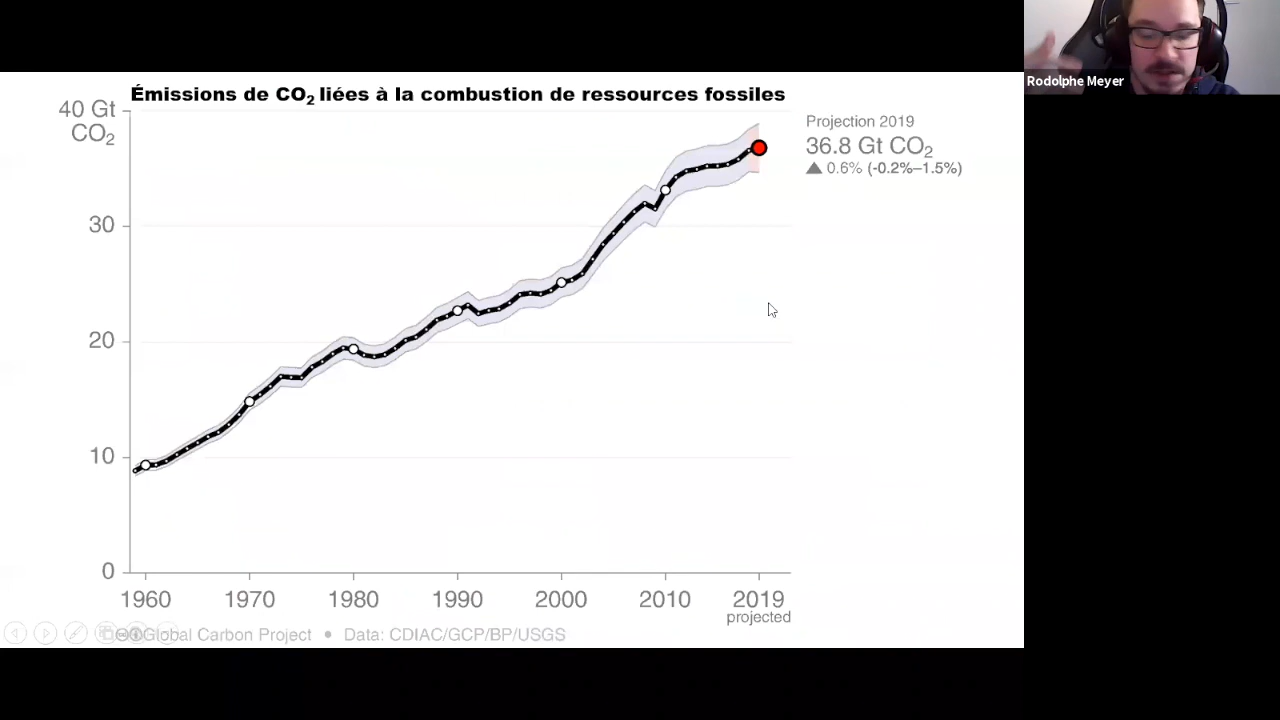 Rodolphe Meyer
Émissions de CO2 liées à la combustion de ressources fossiles
40 Gt
CO2
30
20
10
0
1960 1970 1980 1990 2000 2010 2019
projected
Projection 2019
36.8 Gt CO2
▲ 0.6% (-0.2%–1.5%)
Global Carbon Project • Data: CDIAC/GCP/BP/USGS